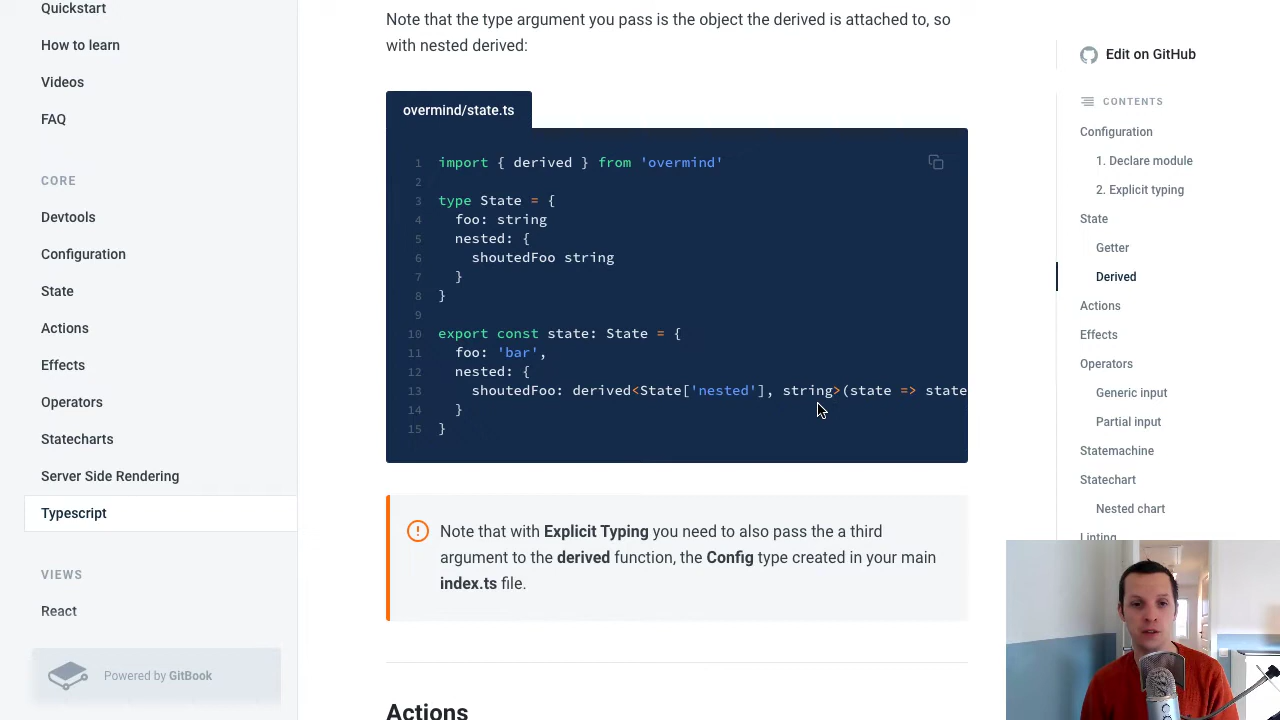 Quickstart
How to learn
Videos
FAQ
CORE
Devtools
Configuration
State
Actions
Effects
Operators
Statecharts
Server Side Rendering
Typescript
VIEWS
React
Powered by GitBook
Note that the type argument you pass is the object the derived is attached to, so
with nested derived:
overmind/state.ts
1 import { derived } from 'overmind'
2
3 type State = {
4 foo: string
5 nested: {
6 shoutedFoo string
7 }
8 }
9
10 export const state: State = {
11 foo: 'bar',
12 nested: {
13 shoutedFoo: derived<State['nested'], string>(state => state
14 }
15 }
Note that with Explicit Typing you need to also pass the a third
argument to the derived function, the Config type created in your main
index.ts file.
Actions
Edit on GitHub
CONTENTS
Configuration
1. Declare module
2. Explicit typing
State
Getter
Derived
Actions
Effects
Operators
Generic input
Partial input
Statemachine
Statechart
Nested chart
Linting